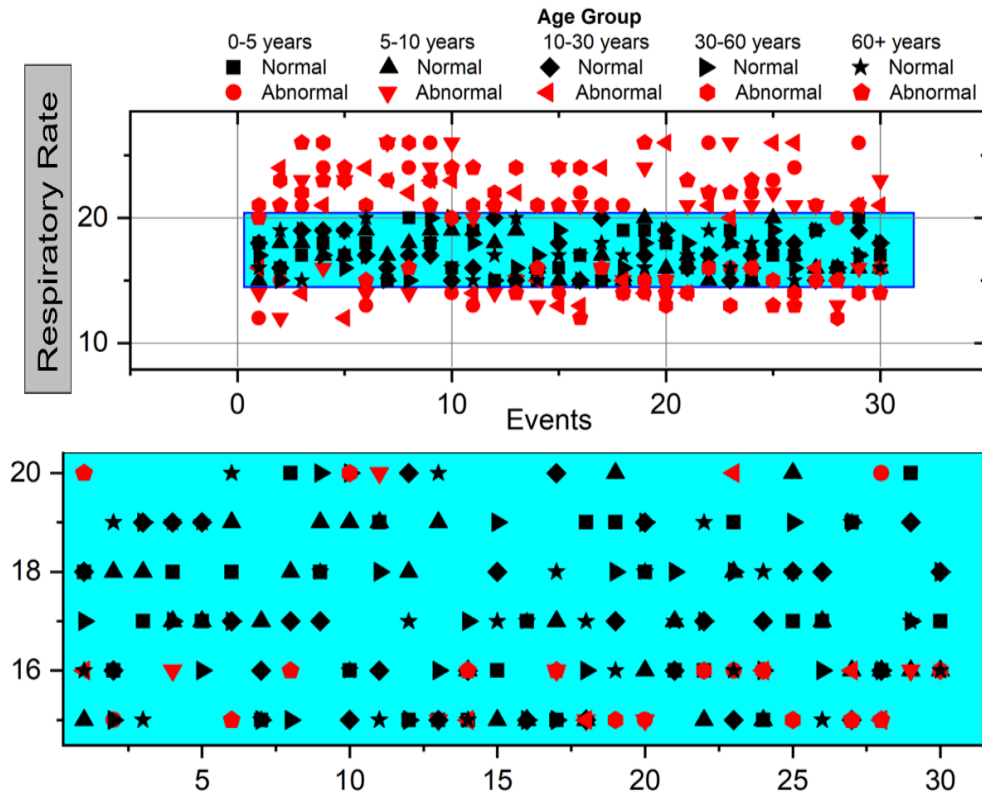 Age Group
0-5 years 5-10 years 10-30 years 30-60 years 60+ years
Normal Normal Normal Normal Normal
Abnormal Abnormal Abnormal Abnormal Abnormal
Respiratory Rate
20
10
0 10 20 30
Events
20
18
16
5 10 15 20 25 30